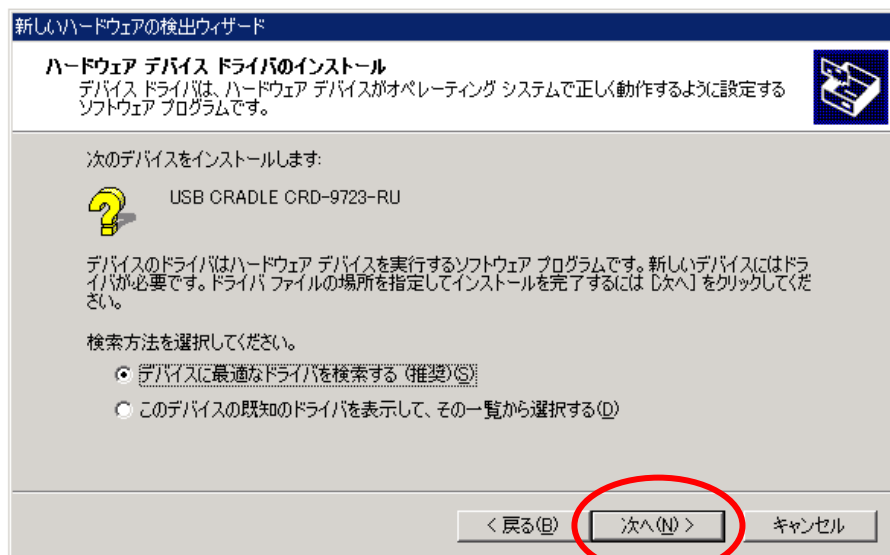 新しいハードウェアの検出ウィザード
ハードウェア デバイス ドライバのインストール
デバイス ドライバは、ハードウェア デバイスがオペレーティング システムで正しく動作するように設定する
ソフトウェア プログラムです。
次のデバイスをインストールします:
USB CRADLE CRD-9723-RU
デバイスのドライバはハードウェア デバイスを実行するソフトウェア プログラムです。新しいデバイスにはドラ
イバが必要です。ドライバ ファイルの場所を指定してインストールを完了するには [次へ] をクリックしてくだ
さい。
検索方法を選択してください。
デバイスに最適なドライバを検索する (推奨)(S)
このデバイスの既知のドライバを表示して、その一覧から選択する(D)
< 戻る(B) 次へ(N) > キャンセル